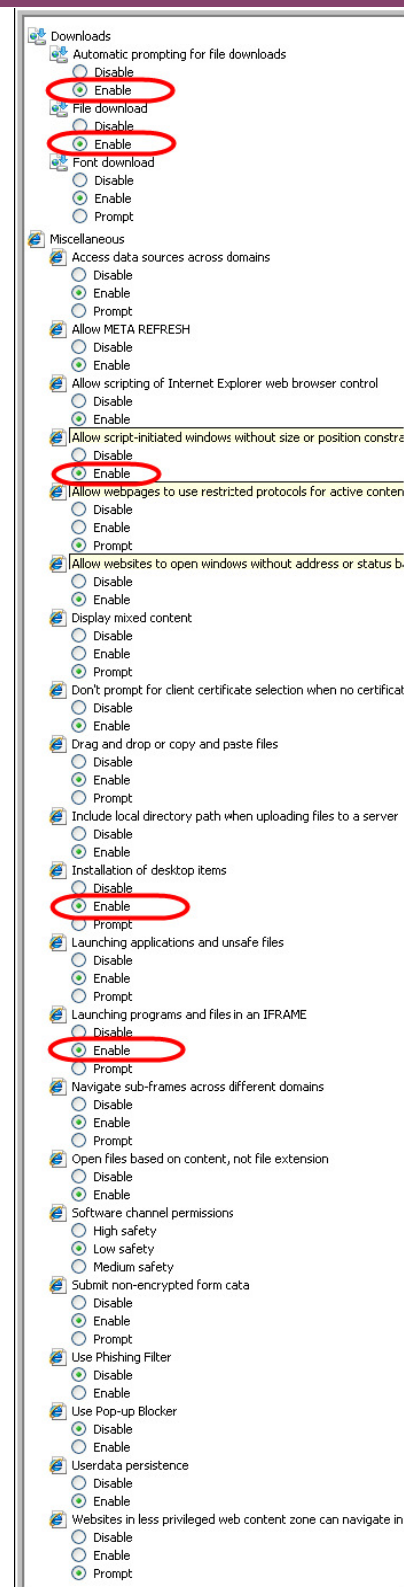 Downloads
Automatic prompting for file downloads
Disable
Enable
File download
Disable
Enable
Font download
Disable
Enable
Prompt
Miscellaneous
Access data sources across domains
Disable
Enable
Prompt
Allow META REFRESH
Disable
Enable
Allow scripting of Internet Explorer web browser control
Disable
Enable
Allow script-initiated windows without size or position constra
Disable
Enable
Allow webpages to use restricted protocols for active conten
Disable
Enable
Prompt
Allow websites to open windows without address or status b
Disable
Enable
Display mixed content
Disable
Enable
Prompt
Don't prompt for client certificate selection when no certificat
Disable
Enable
Drag and drop or copy and paste files
Disable
Enable
Prompt
Include local directory path when uploading files to a server
Disable
Enable
Installation of desktop items
Disable
Enable
Prompt
Launching applications and unsafe files
Disable
Enable
Prompt
Launching programs and files in an IFRAME
Disable
Enable
Prompt
Navigate sub-frames across different domains
Disable
Enable
Prompt
Open files based on content, not file extension
Disable
Enable
Software channel permissions
High safety
Low safety
Medium safety
Submit non-encrypted form cata
Disable
Enable
Prompt
Use Phishing Filter
Disable
Enable
Use Pop-up Blocker
Disable
Enable
Userdata persistence
Disable
Enable
Websites in less privileged web content zone can navigate in
Disable
Enable
Prompt